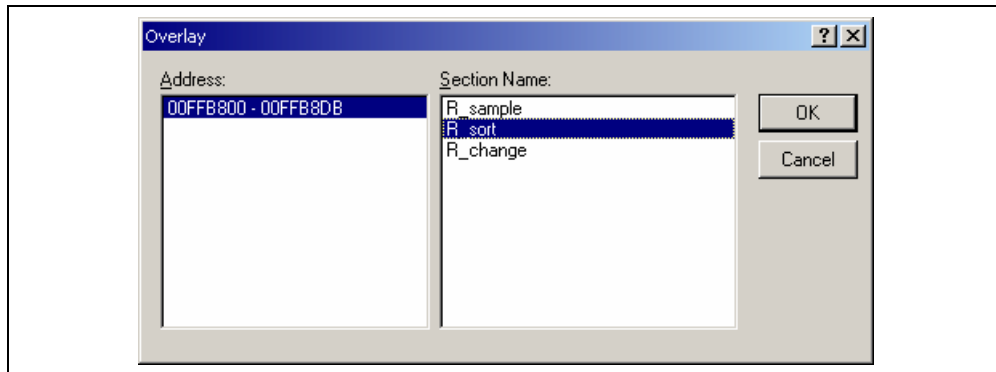 Overlay
Address:
Section Name:
00FFB800 - 00FFB8DB
R_sample
R_sort
R_change
OK
Cancel